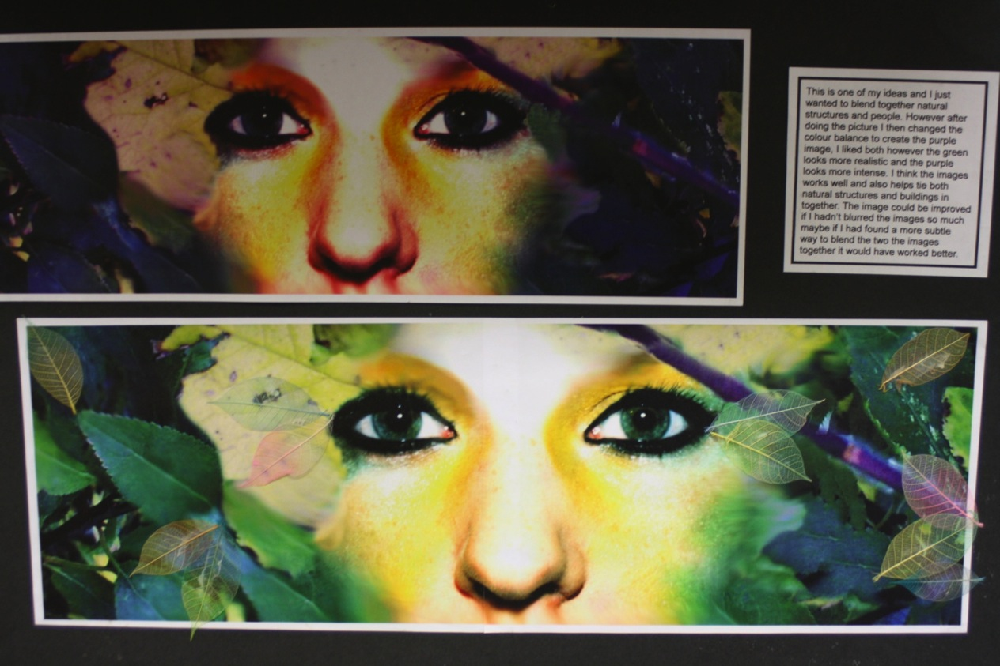 This is one of my ideas and I just
wanted to blend together natural
structures and people. However after
doing the picture I then changed the
colour balance to create the purple
image, I liked both however the green
looks more realistic and the purple
looks more intense. I think the images
works well and also helps tie both
natural structures and buildings in
together. The image could be improved
if I hadn't blurred the images so much
maybe if I had found a more subtle
way to blend the two the images
together it would have worked better.